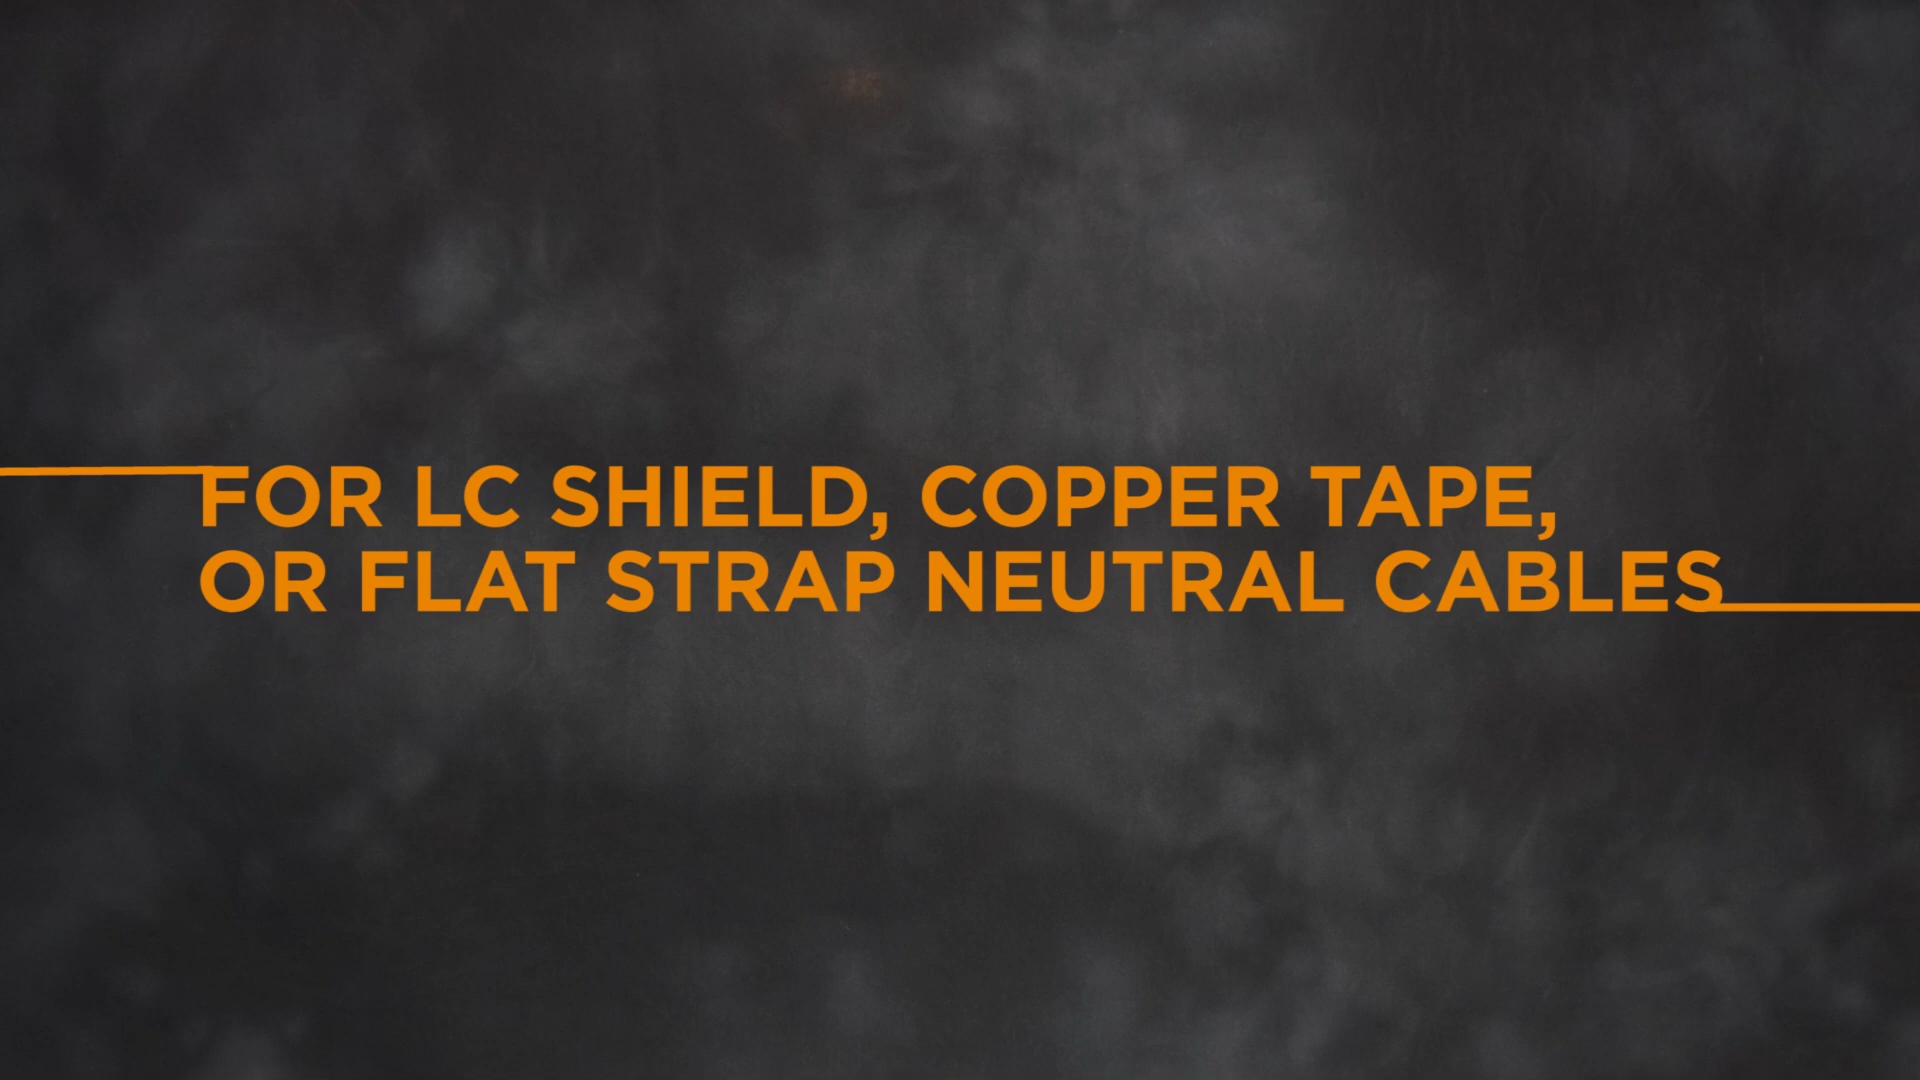 FOR LC SHIELD, COPPER TAPE,
OR FLAT STRAP NEUTRAL CABLES